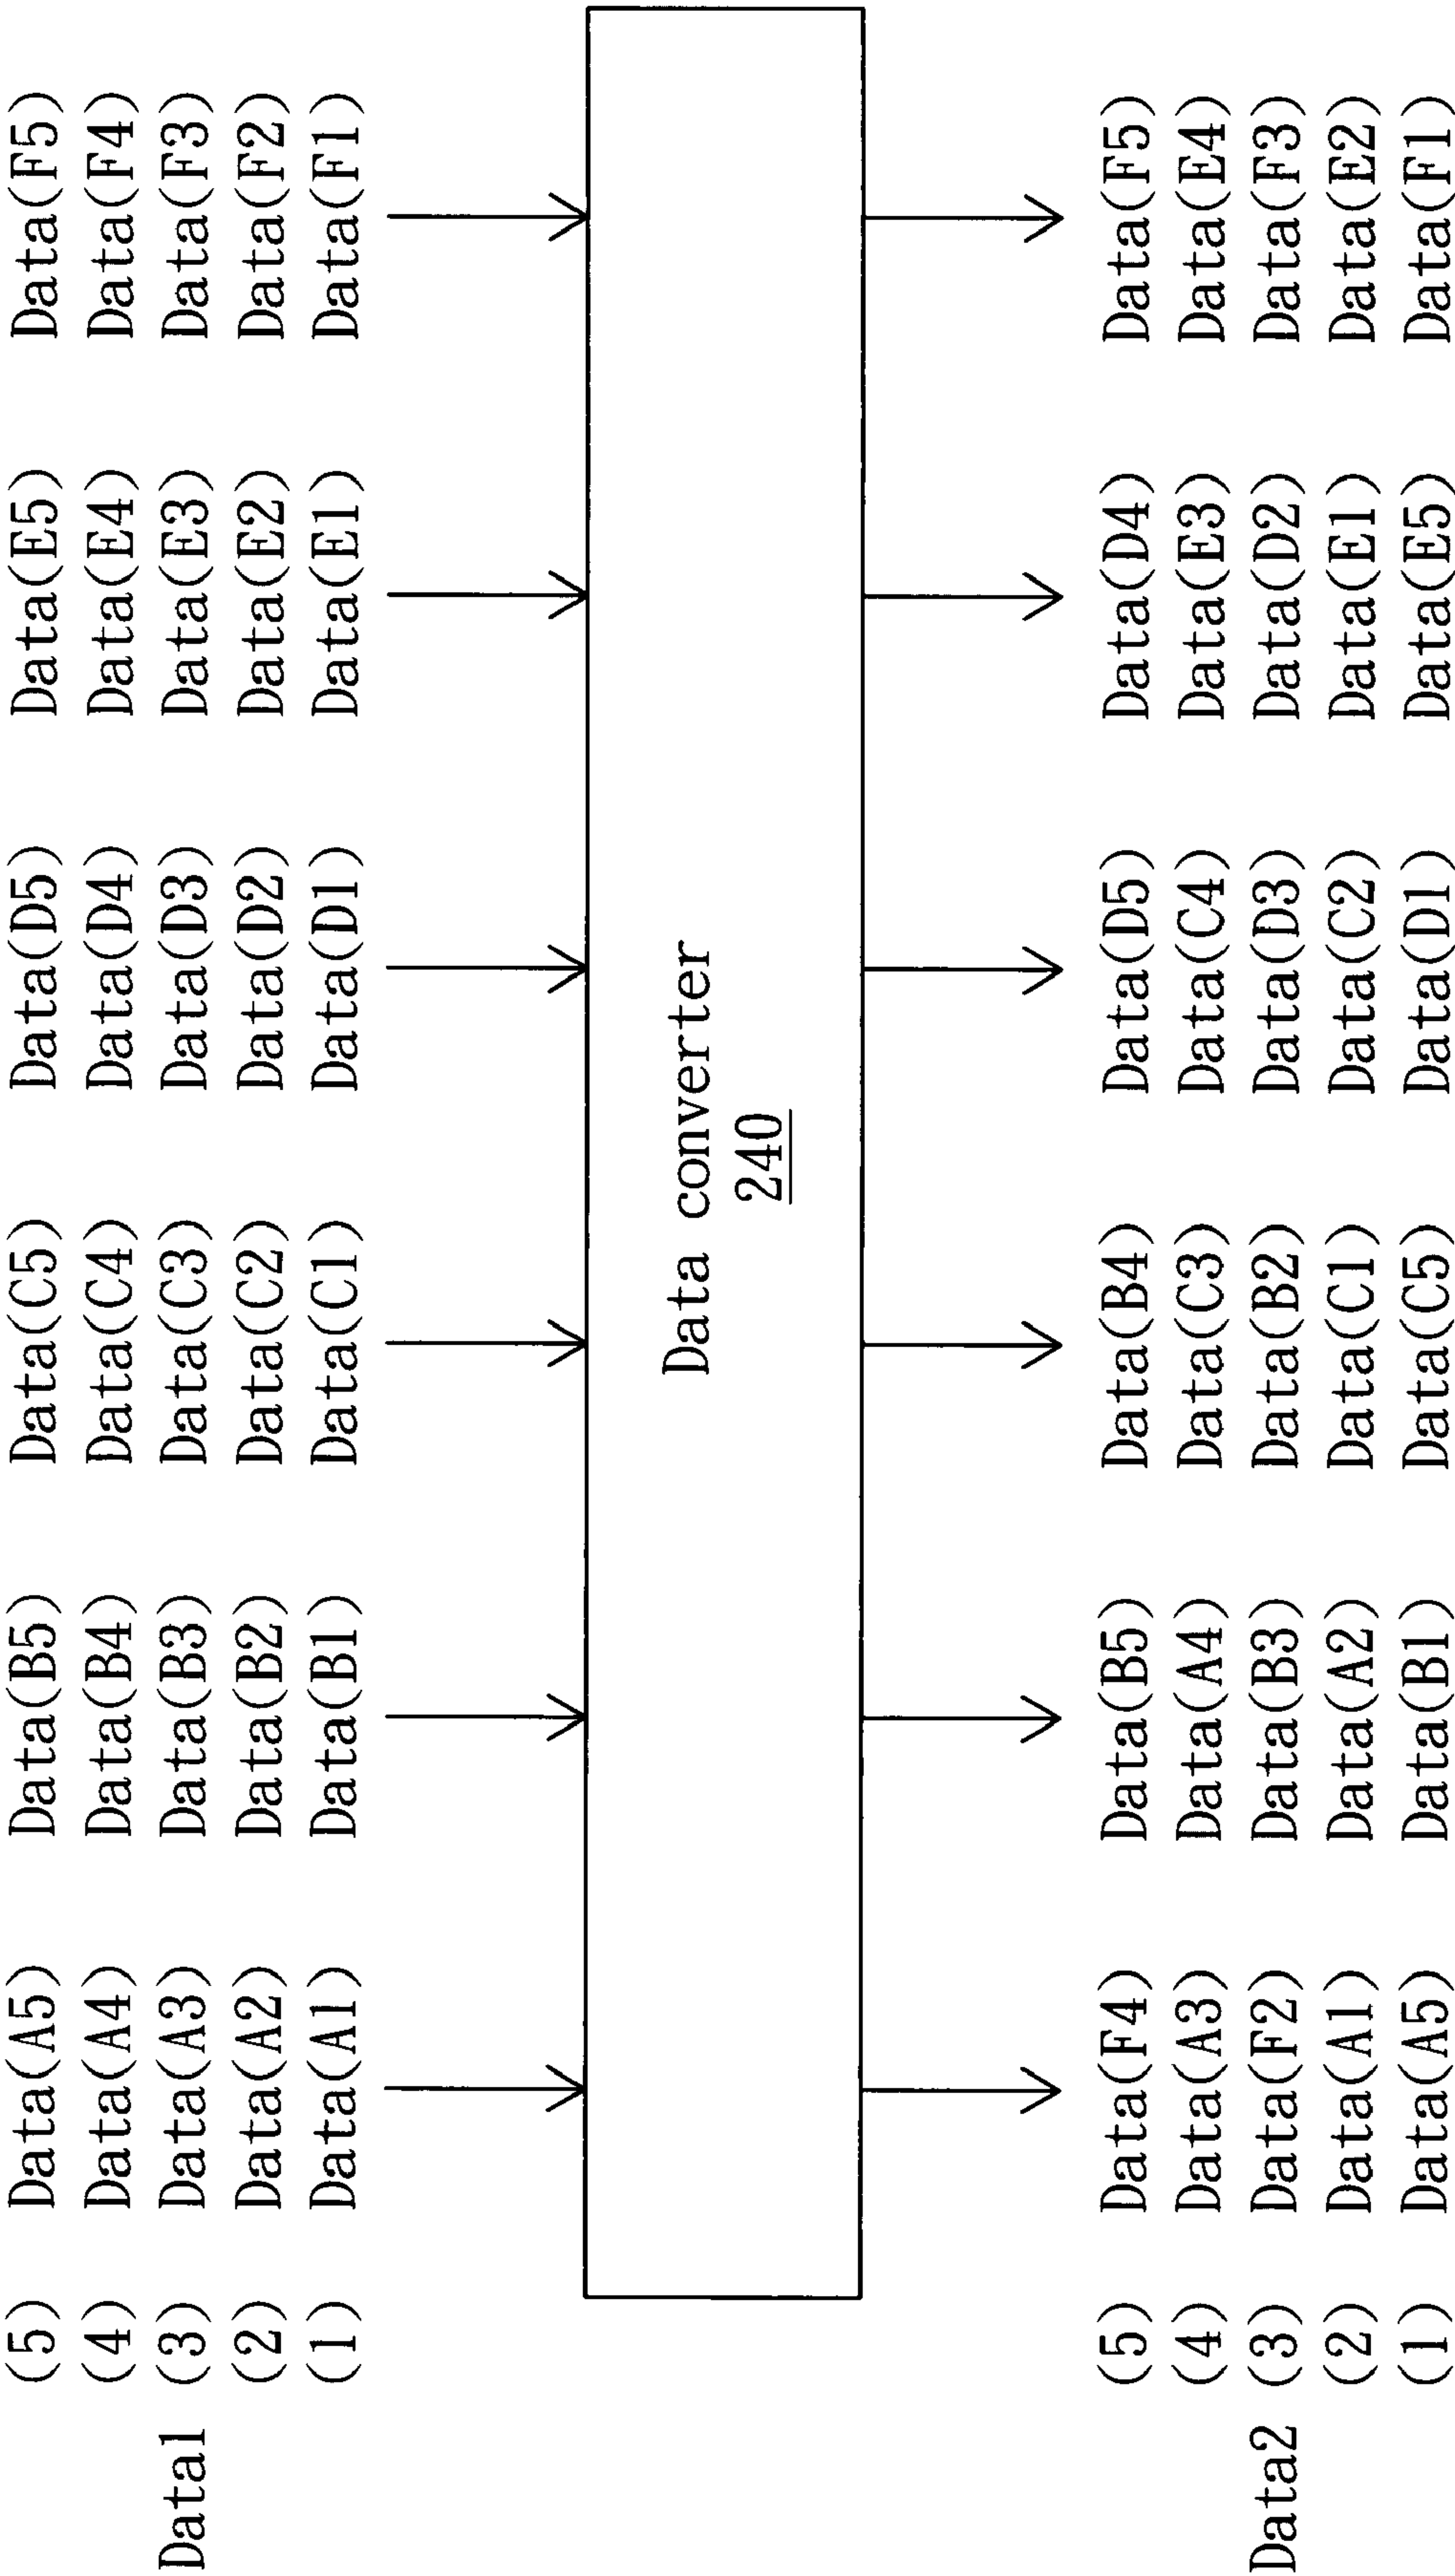 (5) Data(A5) Data(B5) Data(C5) Data(D5) Data(E5) Data(F5)
(4) Data(A4) Data(B4) Data(C4) Data(D4) Data(E4) Data(F4)
Data1 (3) Data(A3) Data(B3) Data(C3) Data(D3) Data(E3) Data(F3)
(2) Data(A2) Data(B2) Data(C2) Data(D2) Data(E2) Data(F2)
(1) Data(A1) Data(B1) Data(C1) Data(D1) Data(E1) Data(F1)
Data converter
240
(5) Data(F4) Data(B5) Data(B4) Data(D5) Data(D4) Data(F5)
(4) Data(A3) Data(A4) Data(C3) Data(C4) Data(E3) Data(E4)
Data2 (3) Data(F2) Data(B3) Data(B2) Data(D3) Data(D2) Data(F3)
(2) Data(A1) Data(A2) Data(C1) Data(C2) Data(E1) Data(E2)
(1) Data(A5) Data(B1) Data(C5) Data(D1) Data(E5) Data(F1)